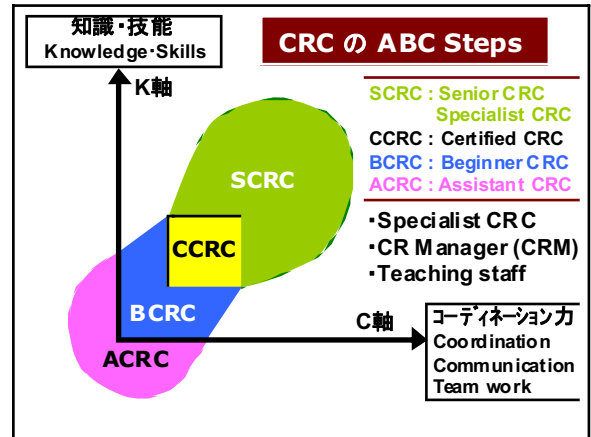 知識・技能
Knowledge・Skills
CRC の ABC Steps
K軸
SCRC : Senior CRC
Specialist CRC
CCRC : Certified CRC
BCRC : Beginner CRC
ACRC : Assistant CRC
SCRC
CCRC
・Specialist CRC
・CR Manager (CRM)
・Teaching staff
BCRC
C軸
ACRC
コーディネーション力
Coordination
Communication
Team work